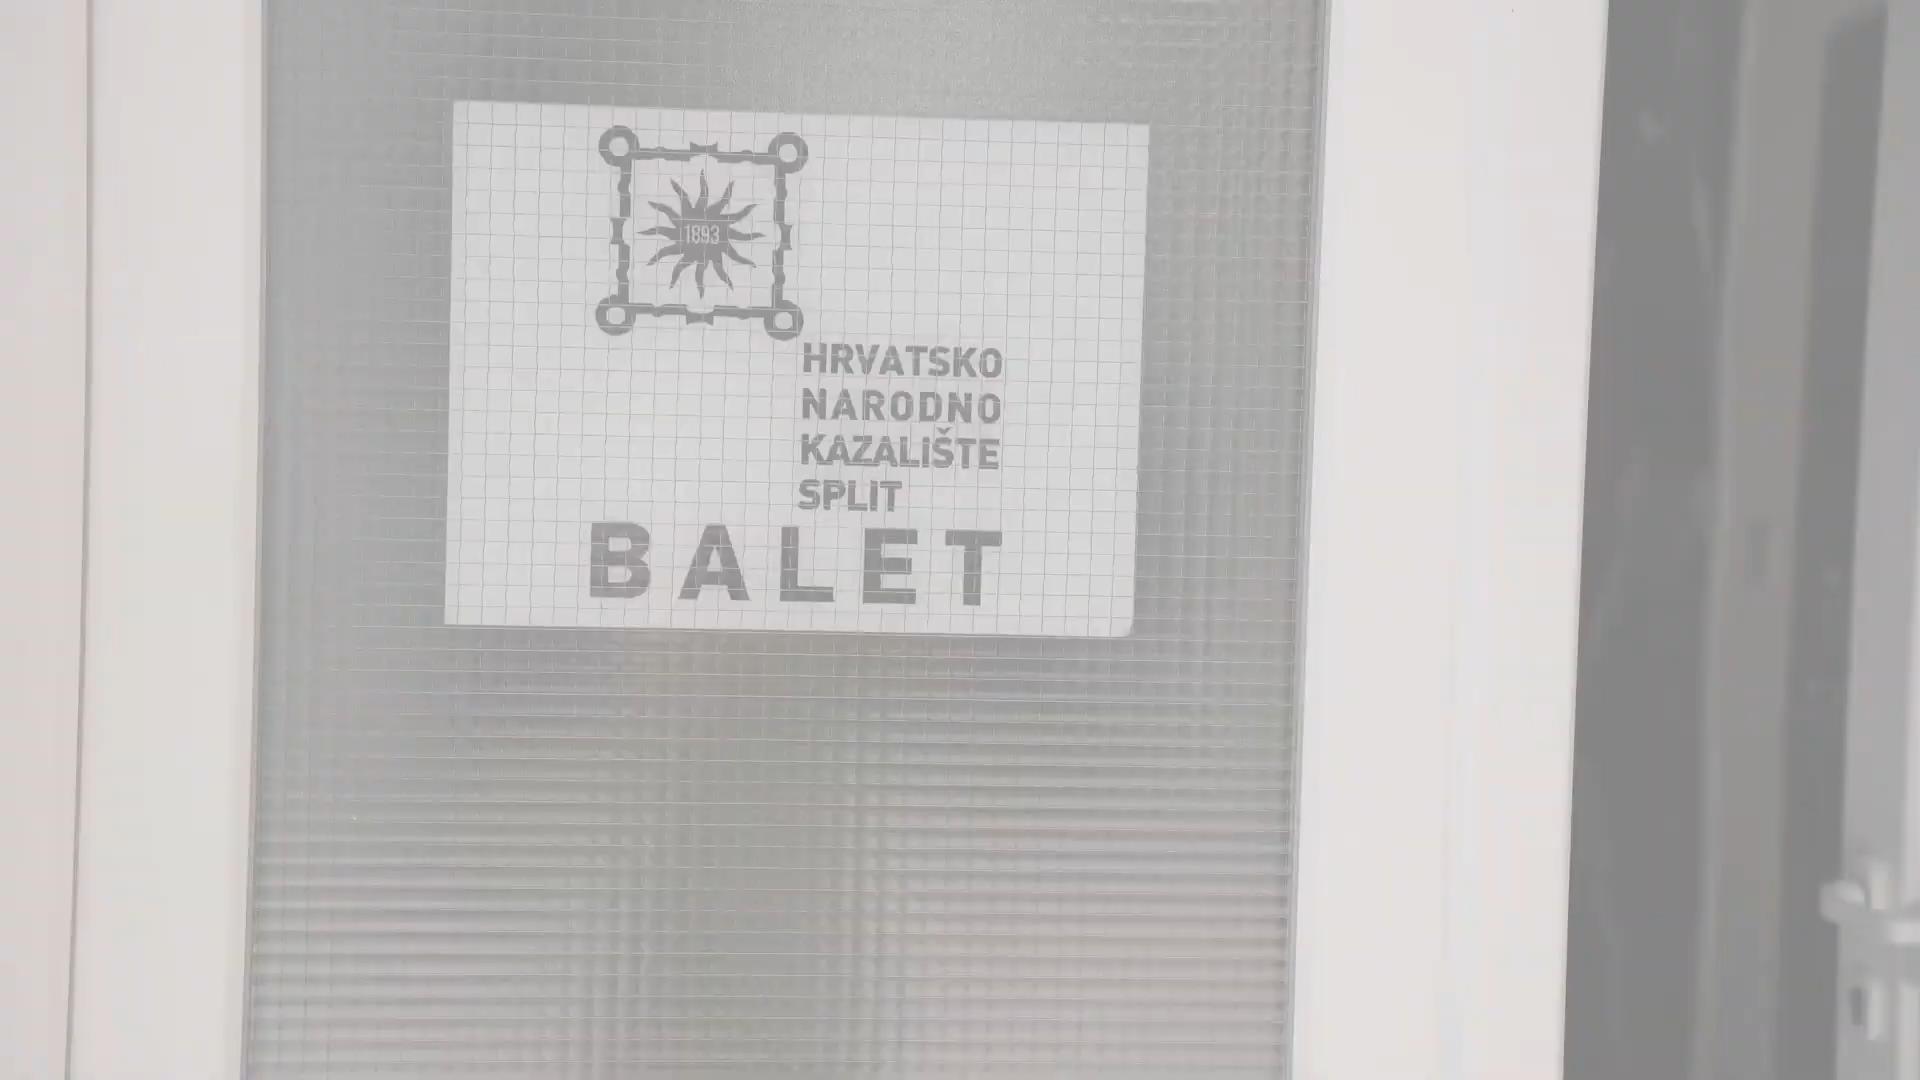 1893
HRVATSKO
NARODNO
KAZALIŠTE
SPLIT
BALET